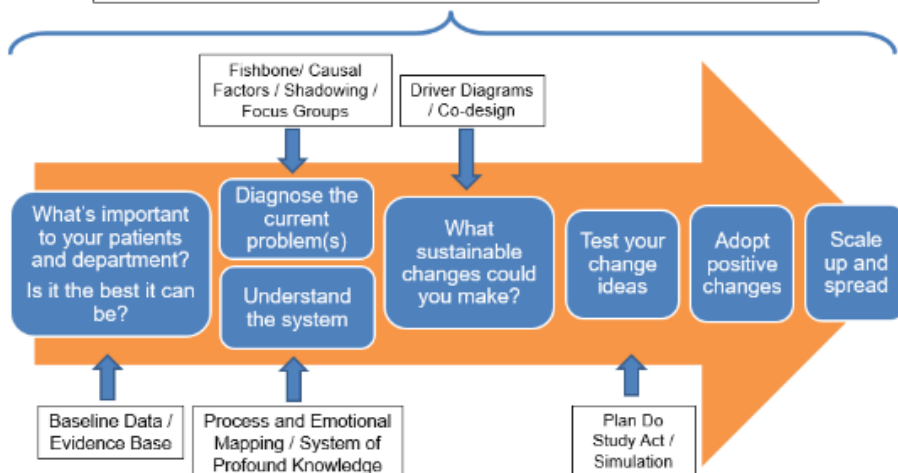 Fishbone/ Causal
Factors / Shadowing /
Focus Groups
Driver Diagrams
/ Co-design
What's important
to your patients
and department?
Is it the best it can
be?
Diagnose the
current
problem(s)
Understand
the system
What
sustainable
changes could
you make?
Test your
change
ideas
Adopt
positive
changes
Scale
up and
spread
Baseline Data /
Evidence Base
Process and Emotional
Mapping / System of
Profound Knowledge
Plan Do
Study Act /
Simulation